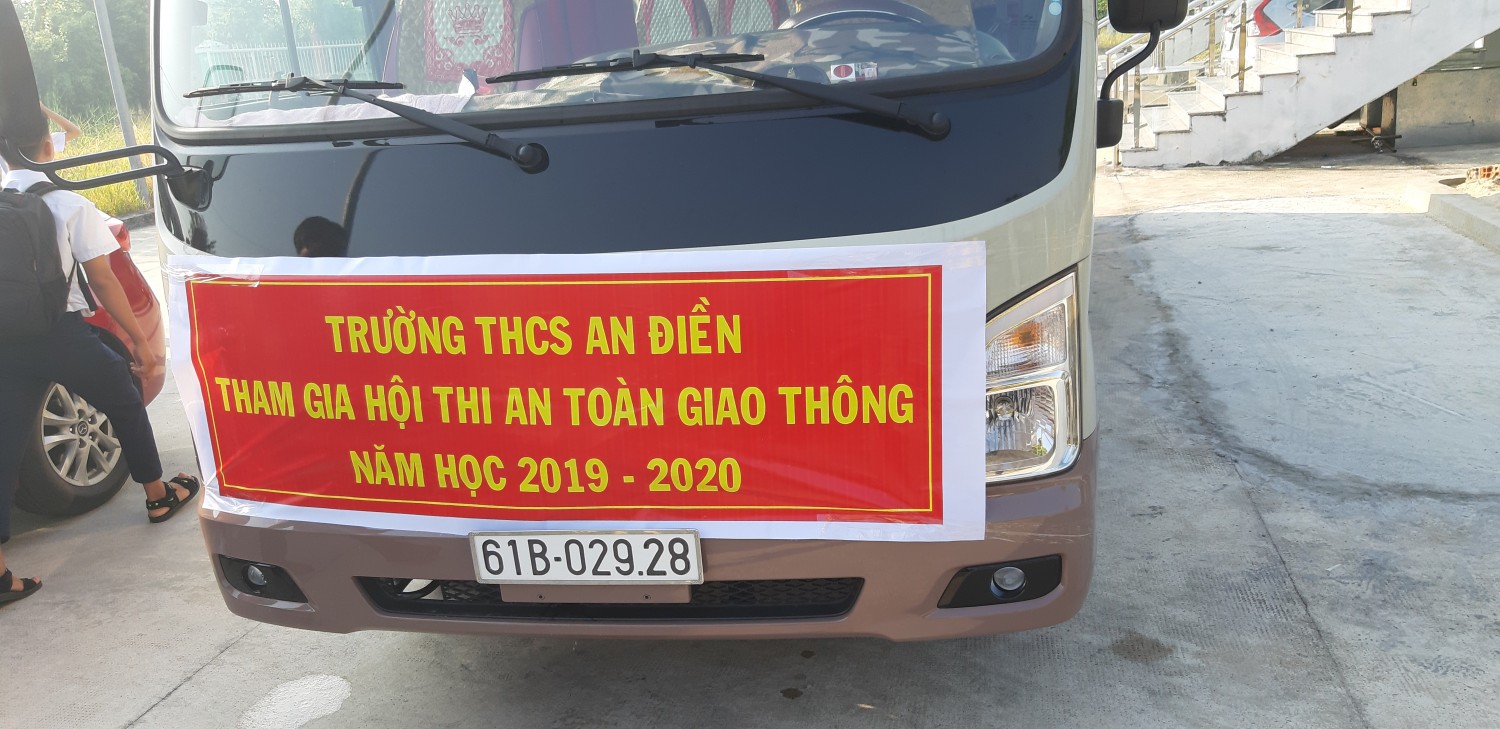 TRƯỜNG THCS AN ĐIỀN
THAM GIA HỘI THI AN TOÀN GIAO THÔNG
NĂM HỌC 2019 - 2020
61B-029.28